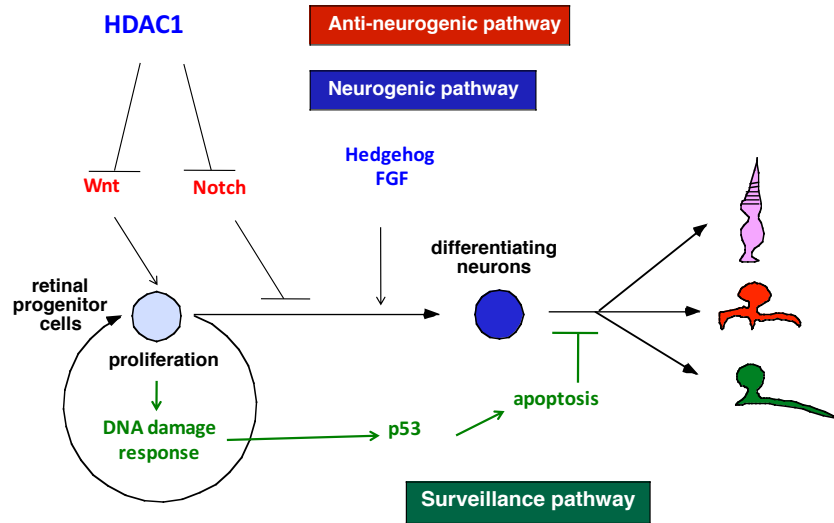 HDAC1
Anti-neurogenic pathway
Neurogenic pathway
Hedgehog
FGF
Wnt
Notch
differentiating
neurons
retinal
progenitor
cells
proliferation
DNA damage
response
p53
apoptosis
Surveillance pathway